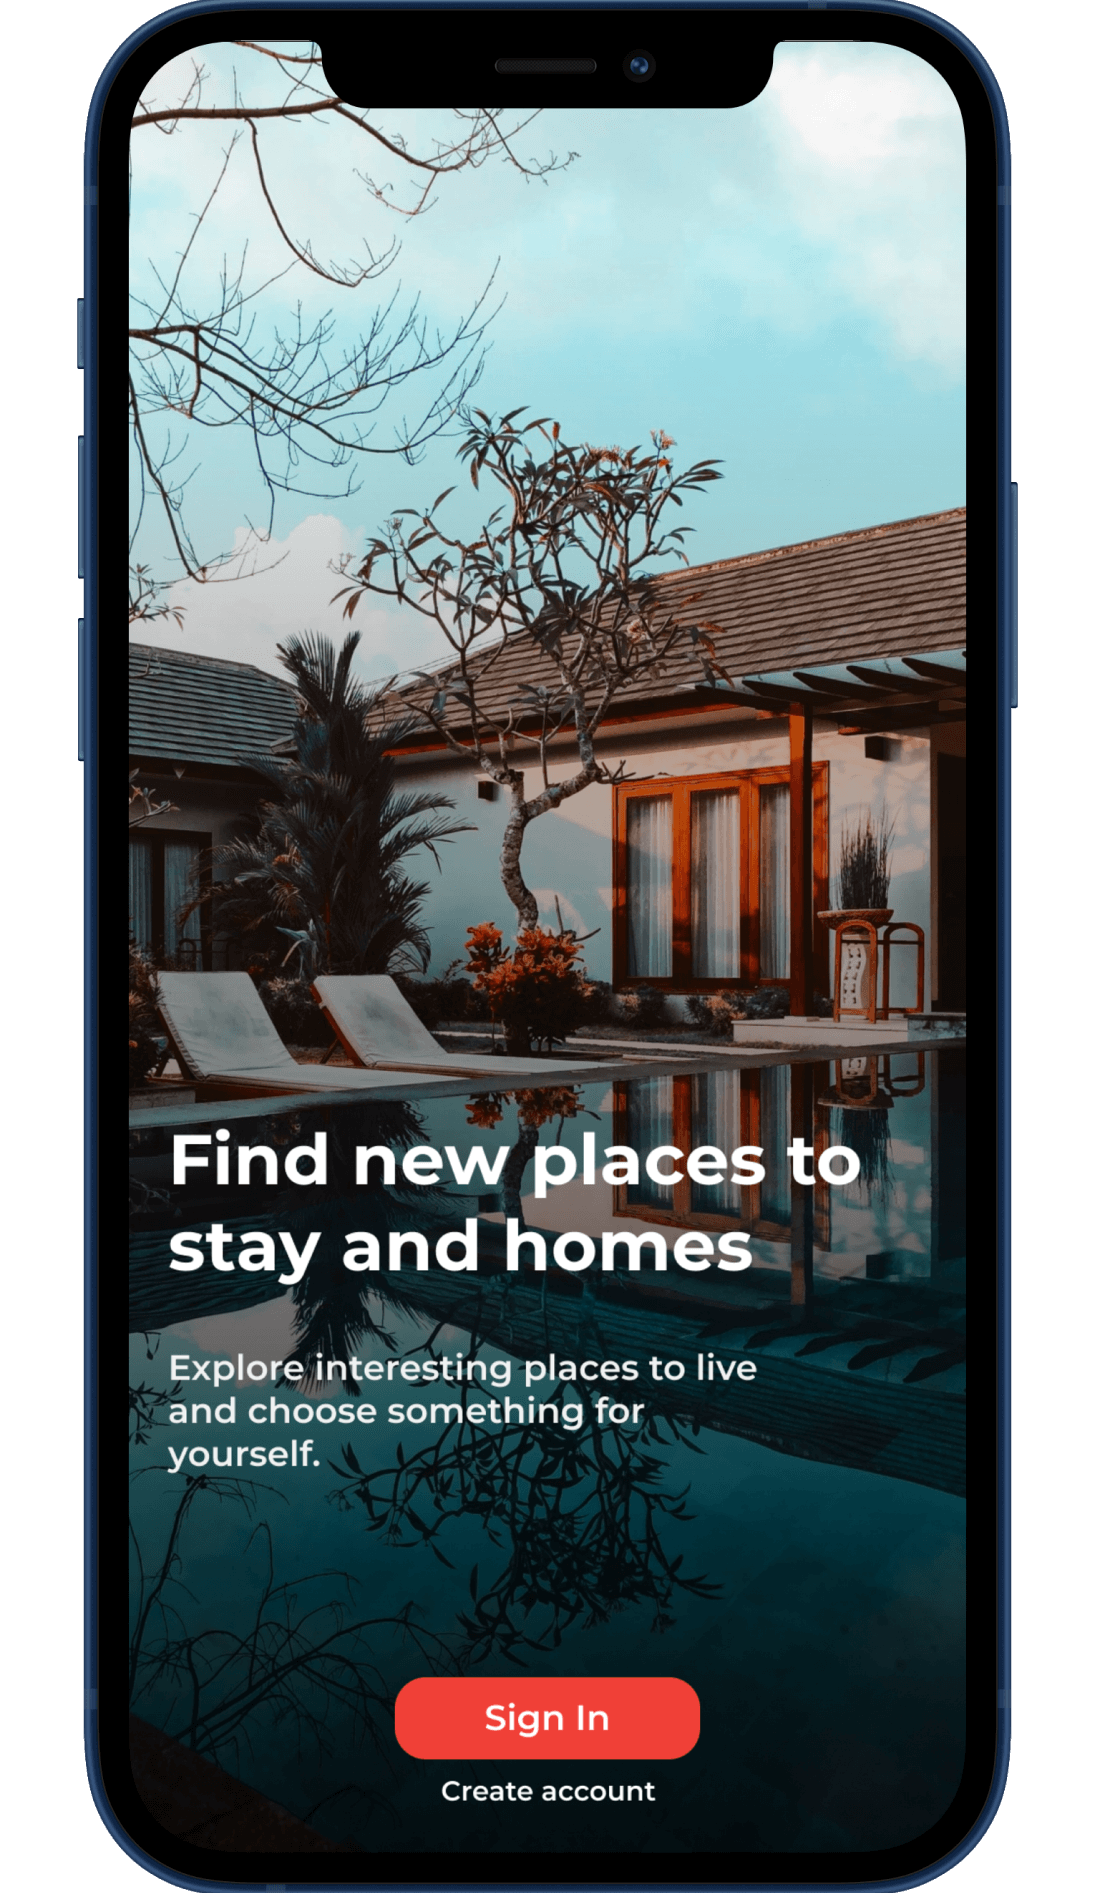 Find new places to
stay and homes
Explore interesting places to live
and choose something for
yourself.
Sign In
Create account